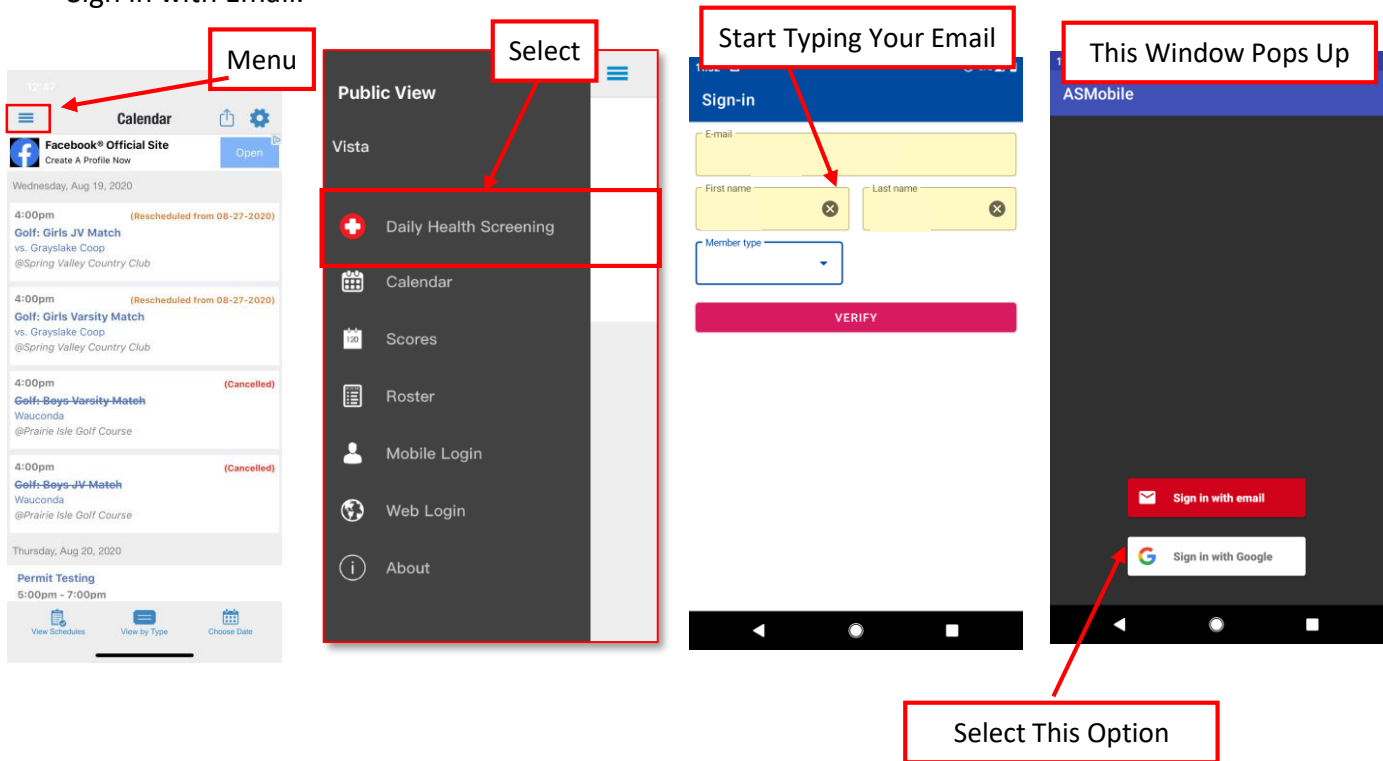 Sign in with Email.
Menu
Select
Start Typing Your Email
This Window Pops Up
12:47
Calendar
Facebook® Official Site
Create A Profile Now
Open
Wednesday, Aug 19, 2020
4:00pm (Rescheduled from 08-27-2020)
Golf: Girls JV Match
vs. Grayslake Coop
@Spring Valley Country Club
4:00pm (Rescheduled from 08-27-2020)
Golf: Girls Varsity Match
vs. Grayslake Coop
@Spring Valley Country Club
4:00pm (Cancelled)
Golf: Boys Varsity Match
Wauconda
@Prairie Isle Golf Course
4:00pm (Cancelled)
Golf: Boys JV Match
Wauconda
@Prairie Isle Golf Course
Thursday, Aug 20, 2020
Permit Testing
5:00pm - 7:00pm
View Schedules View by Type Choose Date
Public View
Vista
Daily Health Screening
Calendar
120 Scores
Roster
Mobile Login
Web Login
About
Sign-in
E-mail
First name Last name
Member type
VERIFY
ASMobile
Sign in with email
Sign in with Google
Select This Option